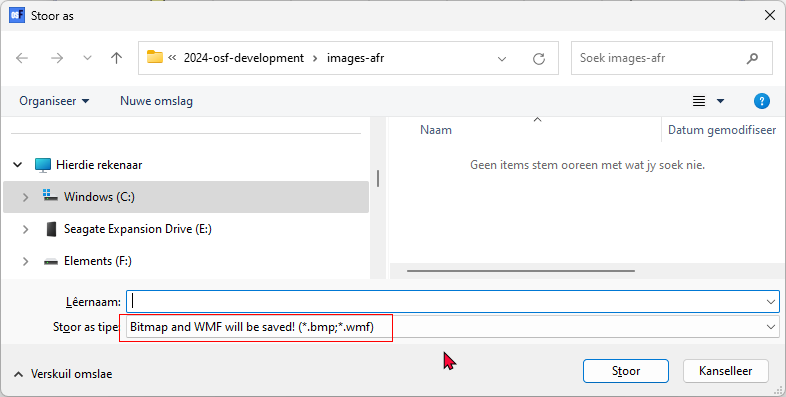 Stoor as
2024-osf-development
images-afr
Soek images-afr
Organiseer
Nuwe omslag
Naam
Datum gemodifiseer
Hierdie rekenaar
Geen items stem ooreen met wat jy soek nie.
Windows (C:)
Seagate Expansion Drive (E:)
Elements (F:)
Lêernaam:
Stoor as tipe:
Bitmap and WMF will be saved! (*.bmp;*.wmf)
Verskuil omslae
Stoor
Kanselleer